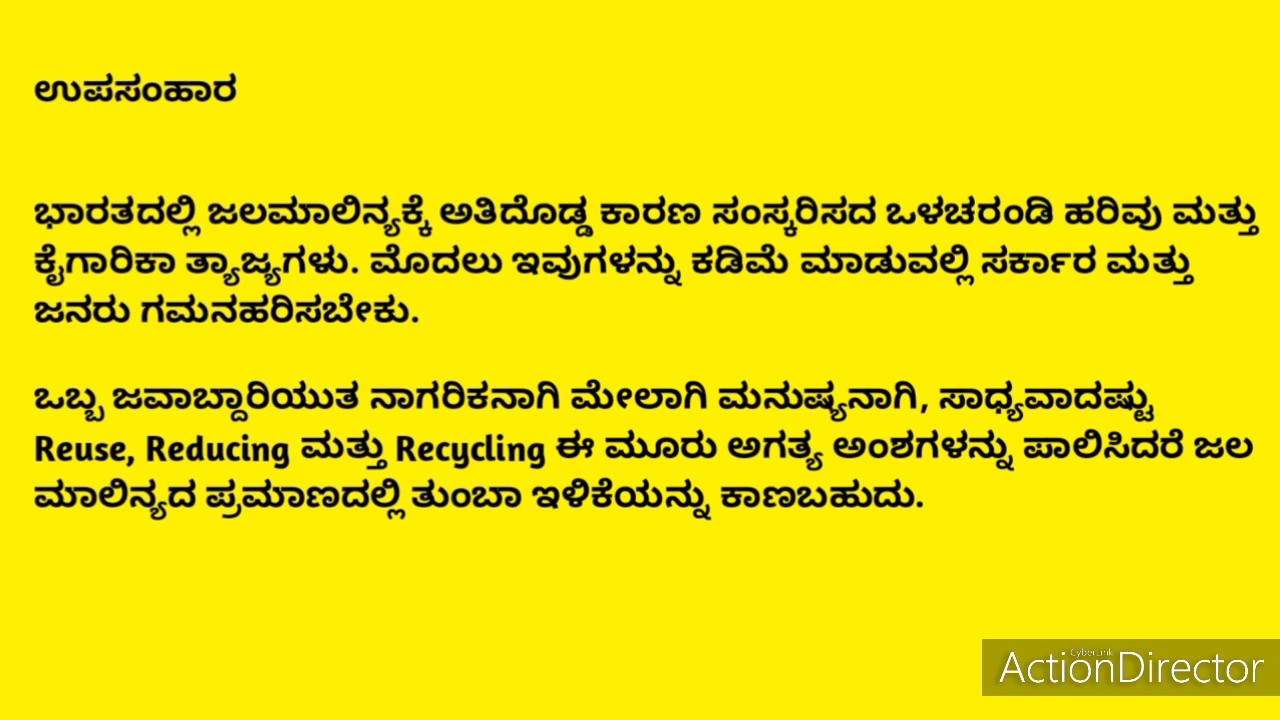 ಉಪಸಂಹಾರ
ಭಾರತದಲ್ಲಿ ಜಲಮಾಲಿನ್ಯಕ್ಕೆ ಅತಿದೊಡ್ಡ ಕಾರಣ ಸಂಸ್ಕರಿಸದ ಒಳಚರಂಡಿ ಹರಿವು ಮತ್ತು
ಕೈಗಾರಿಕಾ ತ್ಯಾಜ್ಯಗಳು. ಮೊದಲು ಇವುಗಳನ್ನು ಕಡಿಮೆ ಮಾಡುವಲ್ಲಿ ಸರ್ಕಾರ ಮತ್ತು
ಜನರು ಗಮನಹರಿಸಬೇಕು.
ಒಬ್ಬ ಜವಾಬ್ದಾರಿಯುತ ನಾಗರಿಕನಾಗಿ ಮೇಲಾಗಿ ಮನುಷ್ಯನಾಗಿ, ಸಾಧ್ಯವಾದಷ್ಟು
Reuse, Reducing ಮತ್ತು Recycling ಈ ಮೂರು ಅಗತ್ಯ ಅಂಶಗಳನ್ನು ಪಾಲಿಸಿದರೆ ಜಲ
ಮಾಲಿನ್ಯದ ಪ್ರಮಾಣದಲ್ಲಿ ತುಂಬಾ ಇಳಿಕೆಯನ್ನು ಕಾಣಬಹುದು.
CyberLink
ActionDirector